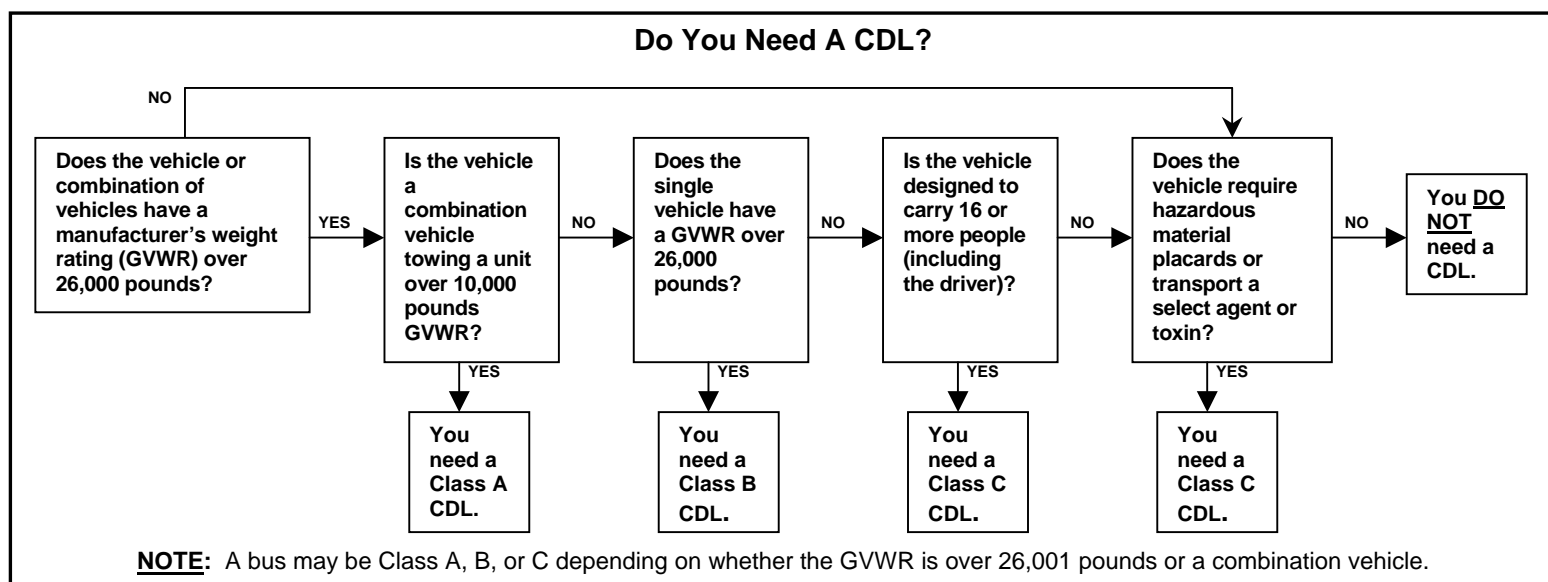 Do You Need A CDL?
NO
Does the vehicle or
combination of
vehicles have a
manufacturer's weight
rating (GVWR) over
26,000 pounds?
YES
Is the vehicle
a
combination
vehicle
towing a unit
over 10,000
pounds
GVWR?
NO
Does the
single
vehicle have
a GVWR over
26,000
pounds?
NO
Is the vehicle
designed to
carry 16 or
more people
(including
the driver)?
NO
Does the
vehicle require
hazardous
material
placards or
transport a
select agent or
toxin?
NO
You DO
NOT
need a
CDL.
YES
YES
YES
YES
You
need a
Class A
CDL.
You
need a
Class B
CDL.
You
need a
Class C
CDL.
You
need a
Class C
CDL.
NOTE: A bus may be Class A, B, or C depending on whether the GVWR is over 26,001 pounds or a combination vehicle.